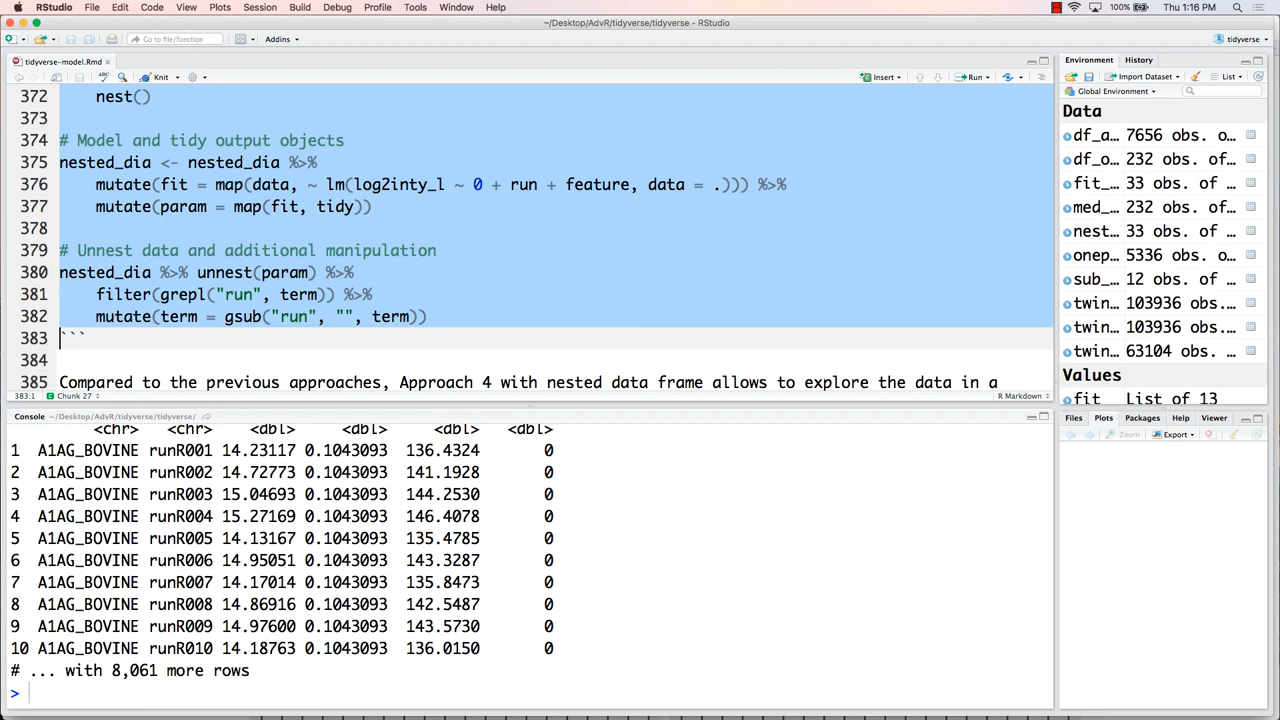 RStudio File Edit Code View Plots Session Build Debug Profile Tools Window Help 100% Thu 1:16 PM
~/Desktop/AdvR/tidyverse/tidyverse - RStudio
Go to file/function Addins tidyverse
tidyverse-model.Rmd
Knit Insert Run
372 nest()
373
374 # Model and tidy output objects
375 nested_dia <- nested_dia %>%
376 mutate(fit = map(data, ~ lm(log2inty_l ~ 0 + run + feature, data = .))) %>%
377 mutate(param = map(fit, tidy))
378
379 # Unnest data and additional manipulation
380 nested_dia %>% unnest(param) %>%
381 filter(grepl("run", term)) %>%
382 mutate(term = gsub("run", "", term))
383 ```
384
385 Compared to the previous approaches, Approach 4 with nested data frame allows to explore the data in a
383:1 Chunk 27 R Markdown
Console ~/Desktop/AdvR/tidyverse/tidyverse/
<chr> <chr> <dbl> <dbl> <dbl> <dbl>
1 A1AG_BOVINE runR001 14.23117 0.1043093 136.4324 0
2 A1AG_BOVINE runR002 14.72773 0.1043093 141.1928 0
3 A1AG_BOVINE runR003 15.04693 0.1043093 144.2530 0
4 A1AG_BOVINE runR004 15.27169 0.1043093 146.4078 0
5 A1AG_BOVINE runR005 14.13167 0.1043093 135.4785 0
6 A1AG_BOVINE runR006 14.95051 0.1043093 143.3287 0
7 A1AG_BOVINE runR007 14.17014 0.1043093 135.8473 0
8 A1AG_BOVINE runR008 14.86916 0.1043093 142.5487 0
9 A1AG_BOVINE runR009 14.97600 0.1043093 143.5730 0
10 A1AG_BOVINE runR010 14.18763 0.1043093 136.0150 0
# ... with 8,061 more rows
>
Environment History
Import Dataset List
Global Environment
Data
df_a… 7656 obs. o…
df_o… 232 obs. of…
fit_… 33 obs. of …
med_… 232 obs. of…
nest… 33 obs. of …
onep… 5336 obs. o…
sub_… 12 obs. of …
twin… 103936 obs.…
twin… 103936 obs.…
twin… 63104 obs. …
Values
fit List of 13
Files Plots Packages Help Viewer
Zoom Export